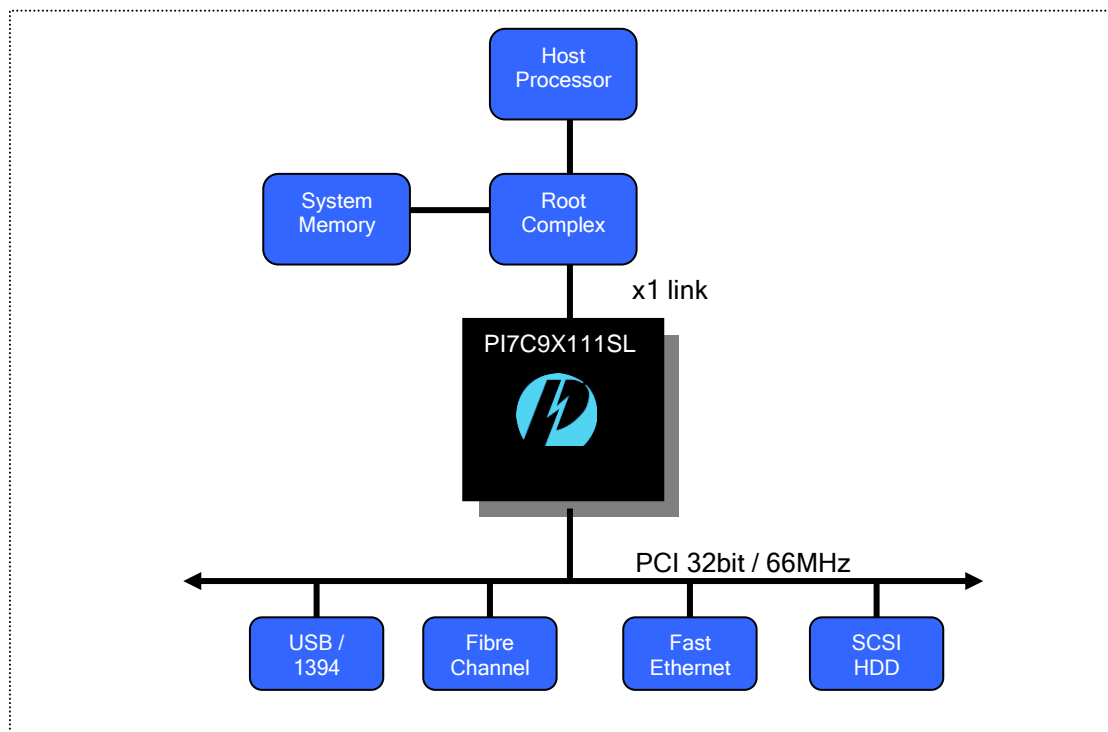 Host
Processor
System
Memory
Root
Complex
x1 link
PI7C9X111SL
PCI 32bit / 66MHz
USB /
1394
Fibre
Channel
Fast
Ethernet
SCSI
HDD